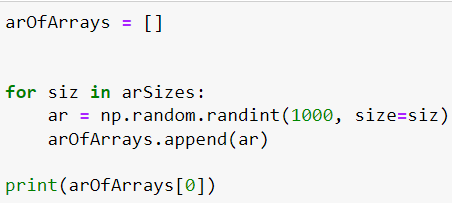 arOfArrays = []
for siz in arSizes:
    ar = np.random.randint(1000, size=siz)
    arOfArrays.append(ar)
print(arOfArrays[0])